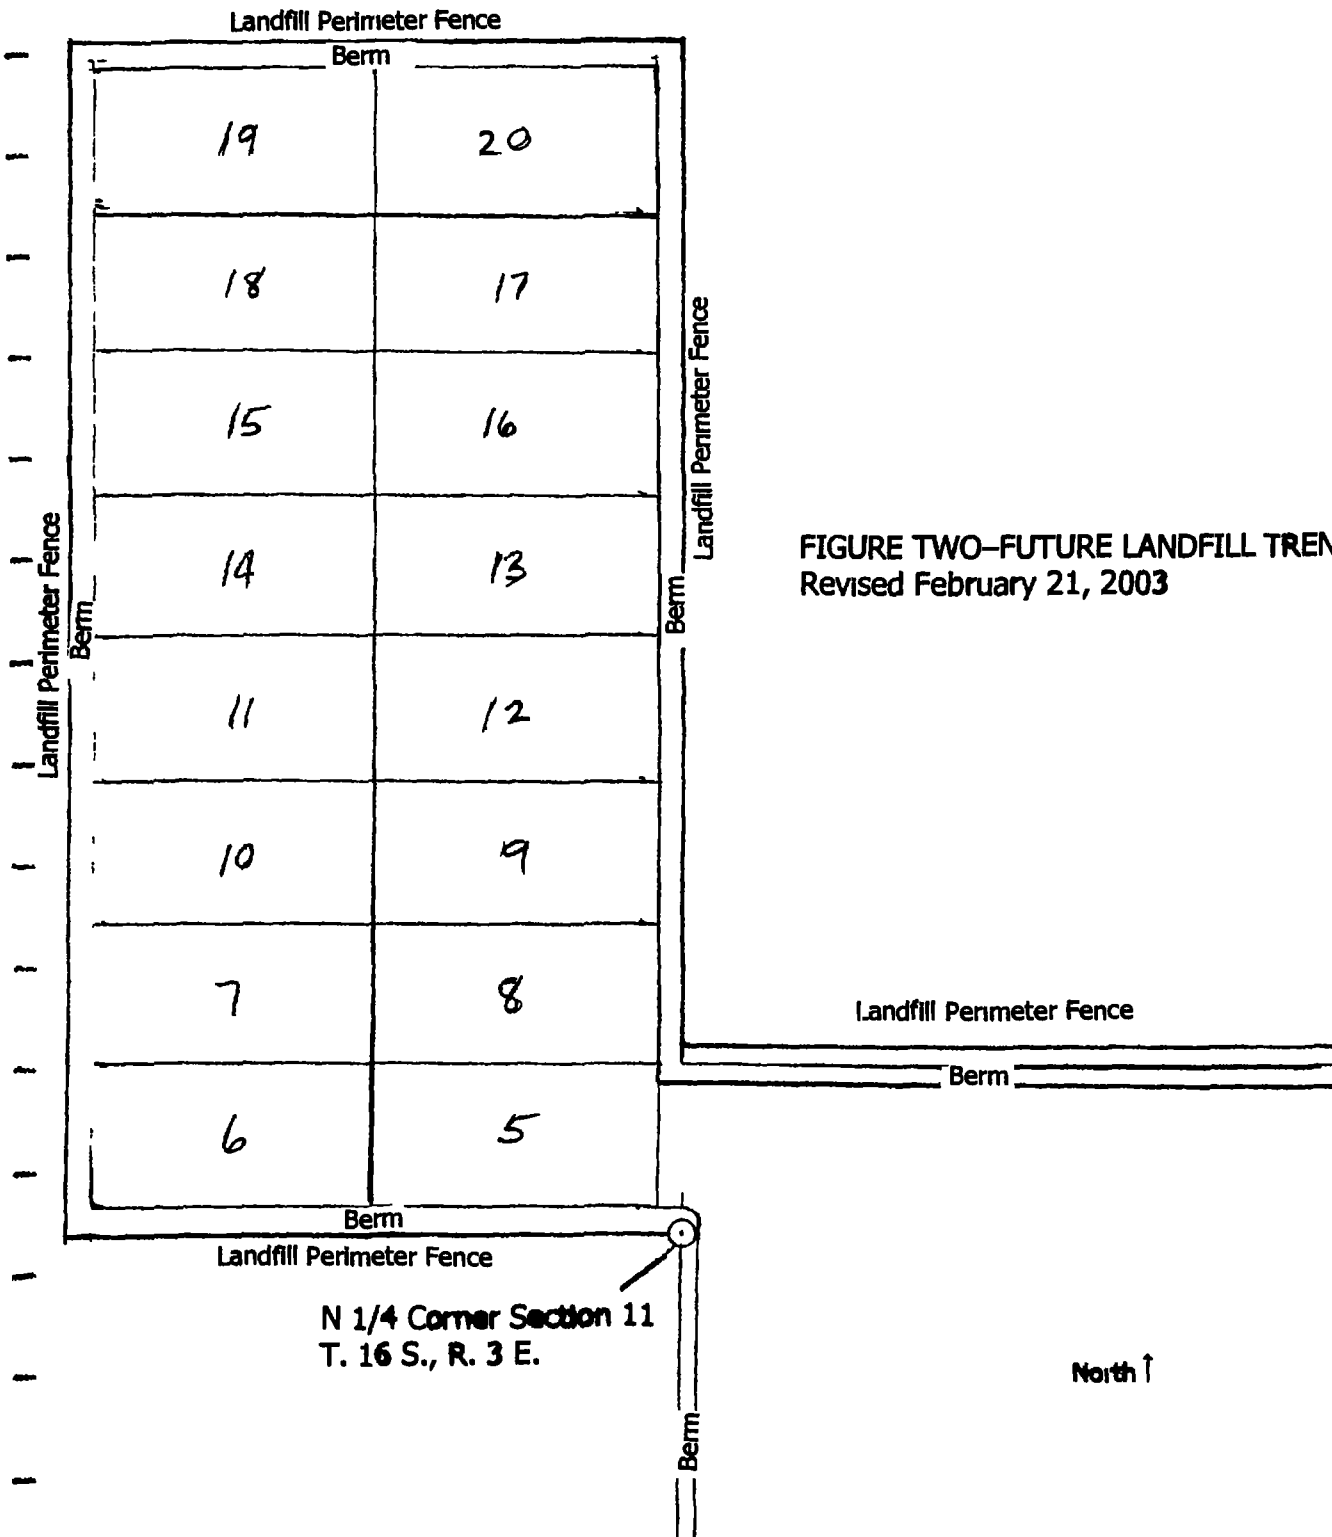 Landfill Perimeter Fence
Berm
19 20
18 17
15 16
14 13
11 12
10 9
7 8
6 5
Landfill Perimeter Fence
Berm
Landfill Perimeter Fence
Berm
FIGURE TWO–FUTURE LANDFILL TREN
Revised February 21, 2003
Landfill Perimeter Fence
Berm
Berm
Landfill Perimeter Fence
N 1/4 Corner Section 11
T. 16 S., R. 3 E.
North ↑
Berm